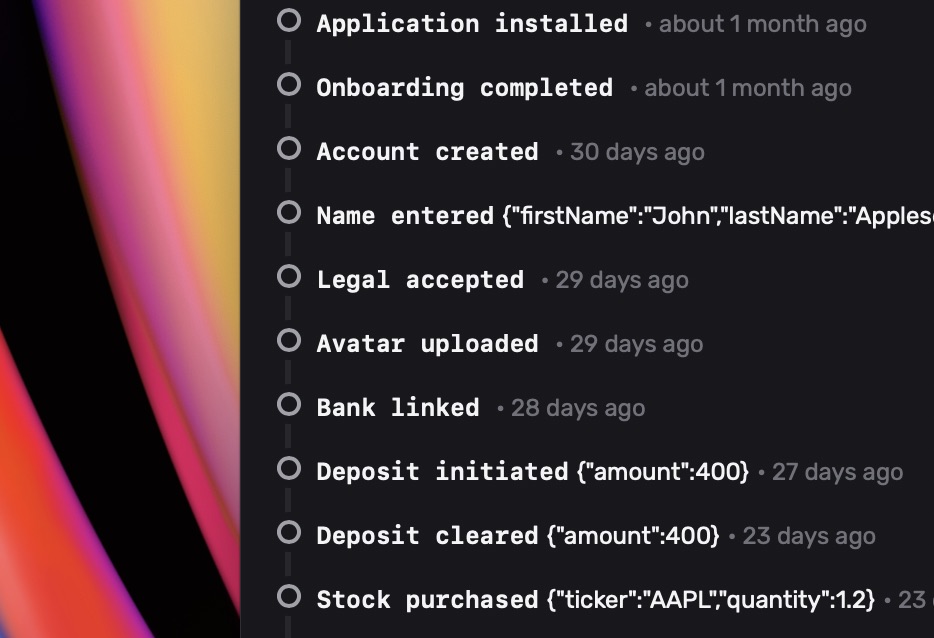 Application installed • about 1 month ago
Onboarding completed • about 1 month ago
Account created • 30 days ago
Name entered {"firstName":"John","lastName":"Apples
Legal accepted • 29 days ago
Avatar uploaded • 29 days ago
Bank linked • 28 days ago
Deposit initiated {"amount":400} • 27 days ago
Deposit cleared {"amount":400} • 23 days ago
Stock purchased {"ticker":"AAPL","quantity":1.2} • 23